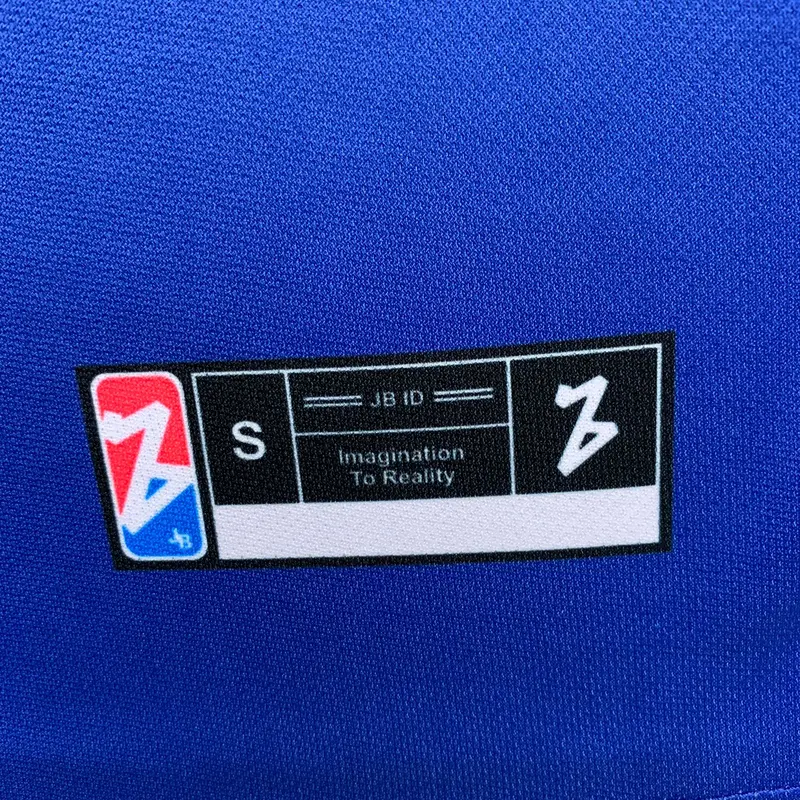 S
JB ID
Imagination
To Reality
JB